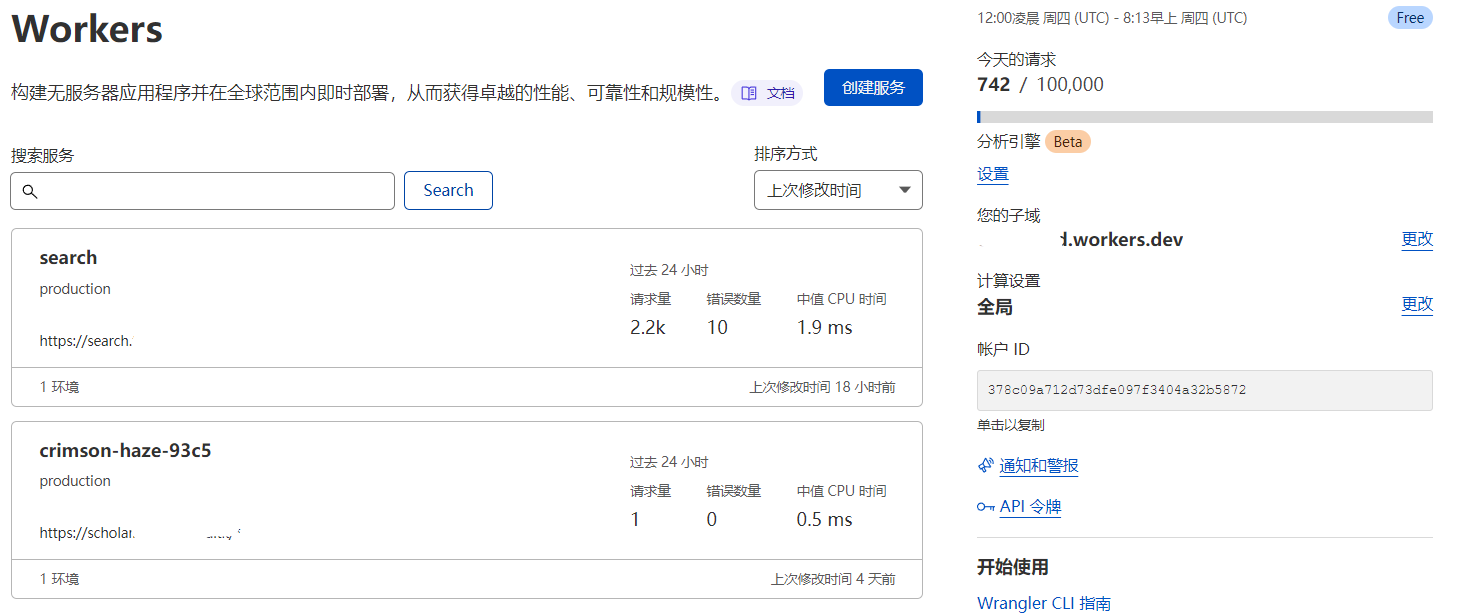 Workers
构建无服务器应用程序并在全球范围内即时部署，从而获得卓越的性能、可靠性和规模性。 文档 创建服务
搜索服务
排序方式
Search
上次修改时间
search
production
https://search.
过去 24 小时
请求量 错误数量 中值 CPU 时间
2.2k 10 1.9 ms
1 环境
上次修改时间 18 小时前
crimson-haze-93c5
production
https://scholar.
过去 24 小时
请求量 错误数量 中值 CPU 时间
1 0 0.5 ms
1 环境
上次修改时间 4 天前
12:00凌晨 周四 (UTC) - 8:13早上 周四 (UTC) Free
今天的请求
742 / 100,000
分析引擎 Beta
设置
您的子域
d.workers.dev 更改
计算设置
全局 更改
帐户 ID
378c09a712d73dfe097f3404a32b5872
单击以复制
通知和警报
API 令牌
开始使用
Wrangler CLI 指南